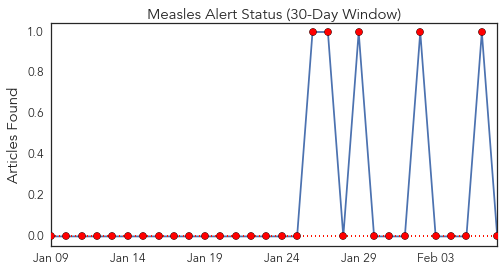 Measles Alert Status (30-Day Window)
Articles Found
1.0
0.8
0.6
0.4
0.2
0.0
Jan 09
Jan 14
Jan 19
Jan 24
Jan 29
Feb 03